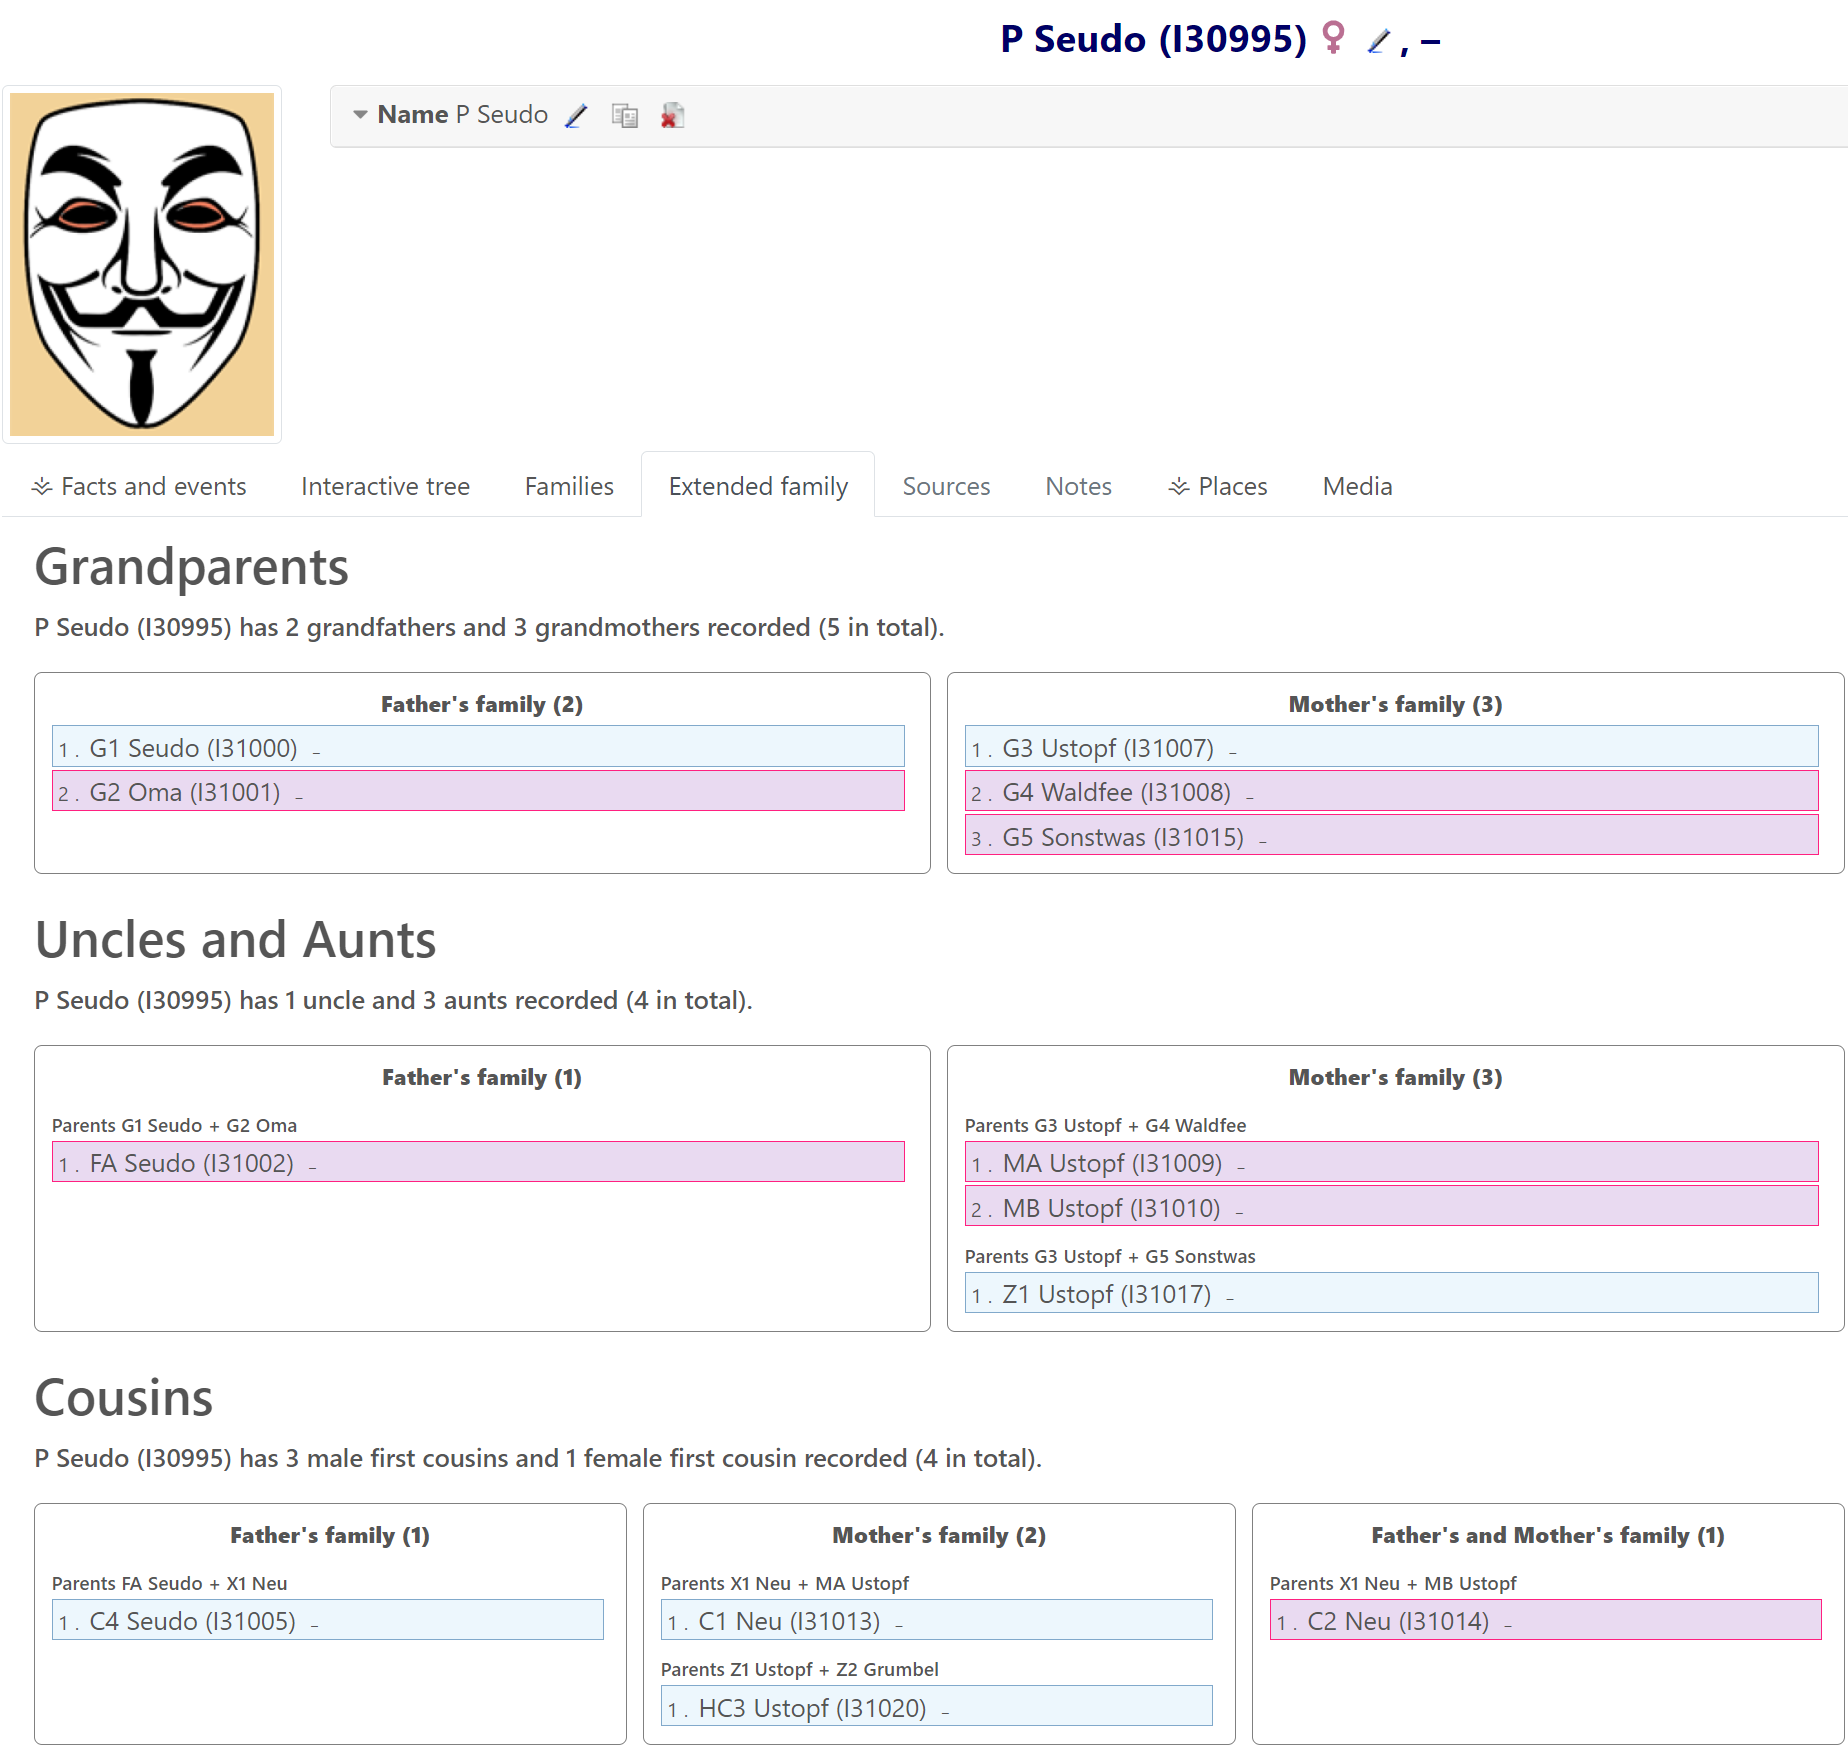 P Seudo (I30995) ♀ , –
Name P Seudo
Facts and events Interactive tree Families Extended family Sources Notes Places Media
Grandparents
P Seudo (I30995) has 2 grandfathers and 3 grandmothers recorded (5 in total).
Father's family (2)
1 . G1 Seudo (I31000) –
2 . G2 Oma (I31001) –
Mother's family (3)
1 . G3 Ustopf (I31007) –
2 . G4 Waldfee (I31008) –
3 . G5 Sonstwas (I31015) –
Uncles and Aunts
P Seudo (I30995) has 1 uncle and 3 aunts recorded (4 in total).
Father's family (1)
Parents G1 Seudo + G2 Oma
1 . FA Seudo (I31002) –
Mother's family (3)
Parents G3 Ustopf + G4 Waldfee
1 . MA Ustopf (I31009) –
2 . MB Ustopf (I31010) –
Parents G3 Ustopf + G5 Sonstwas
1 . Z1 Ustopf (I31017) –
Cousins
P Seudo (I30995) has 3 male first cousins and 1 female first cousin recorded (4 in total).
Father's family (1)
Parents FA Seudo + X1 Neu
1 . C4 Seudo (I31005) –
Mother's family (2)
Parents X1 Neu + MA Ustopf
1 . C1 Neu (I31013) –
Parents Z1 Ustopf + Z2 Grumbel
1 . HC3 Ustopf (I31020) –
Father's and Mother's family (1)
Parents X1 Neu + MB Ustopf
1 . C2 Neu (I31014) –